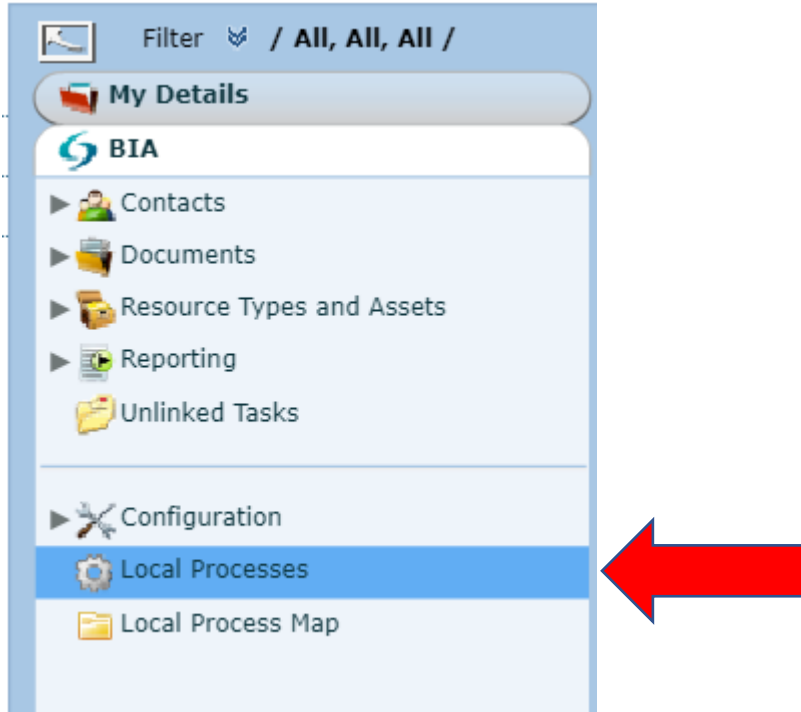 Filter / All, All, All /
My Details
BIA
Contacts
Documents
Resource Types and Assets
Reporting
Unlinked Tasks
Configuration
Local Processes
Local Process Map